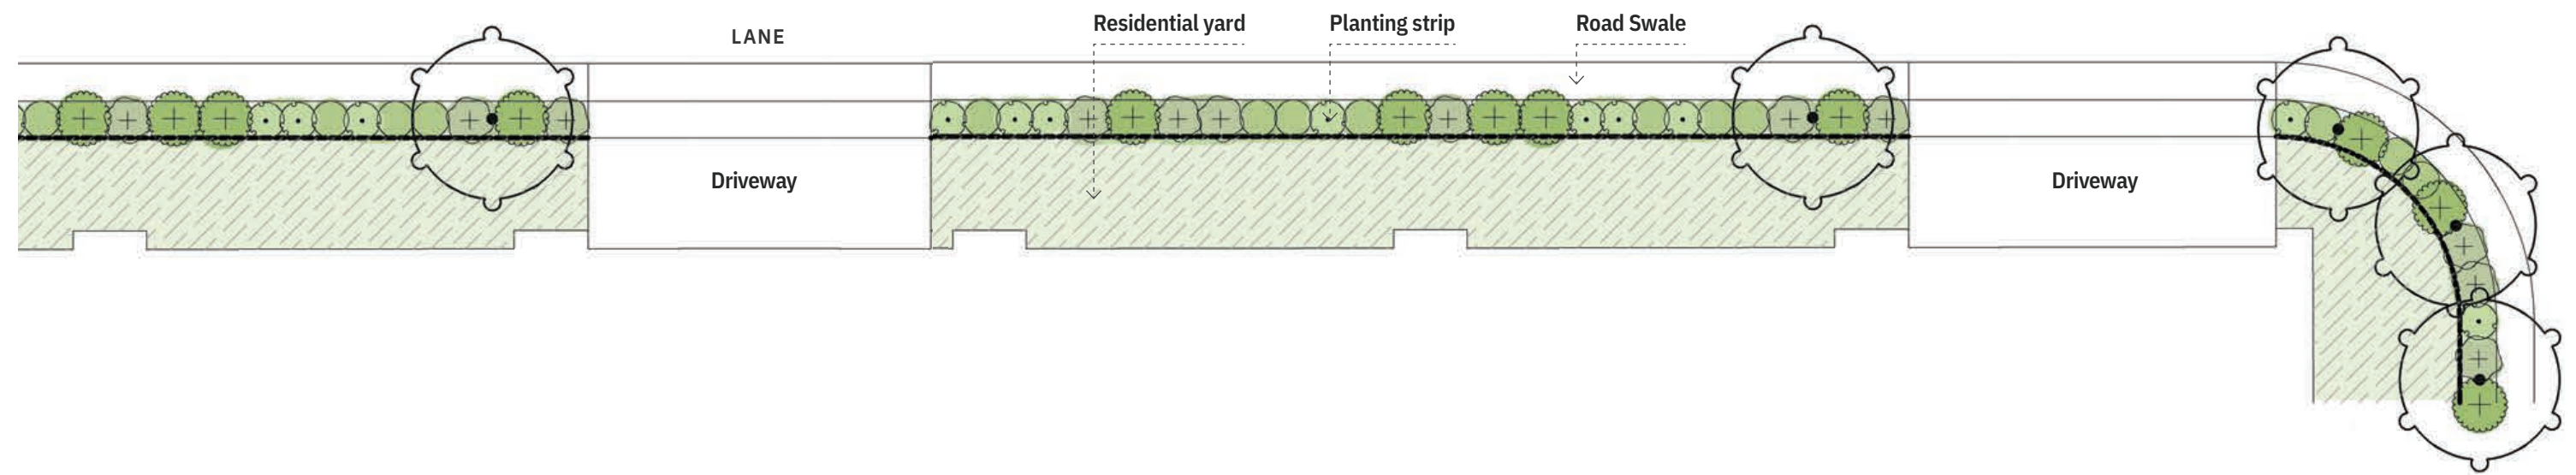 LANE
Residential yard
Planting strip
Road Swale
Driveway
Driveway